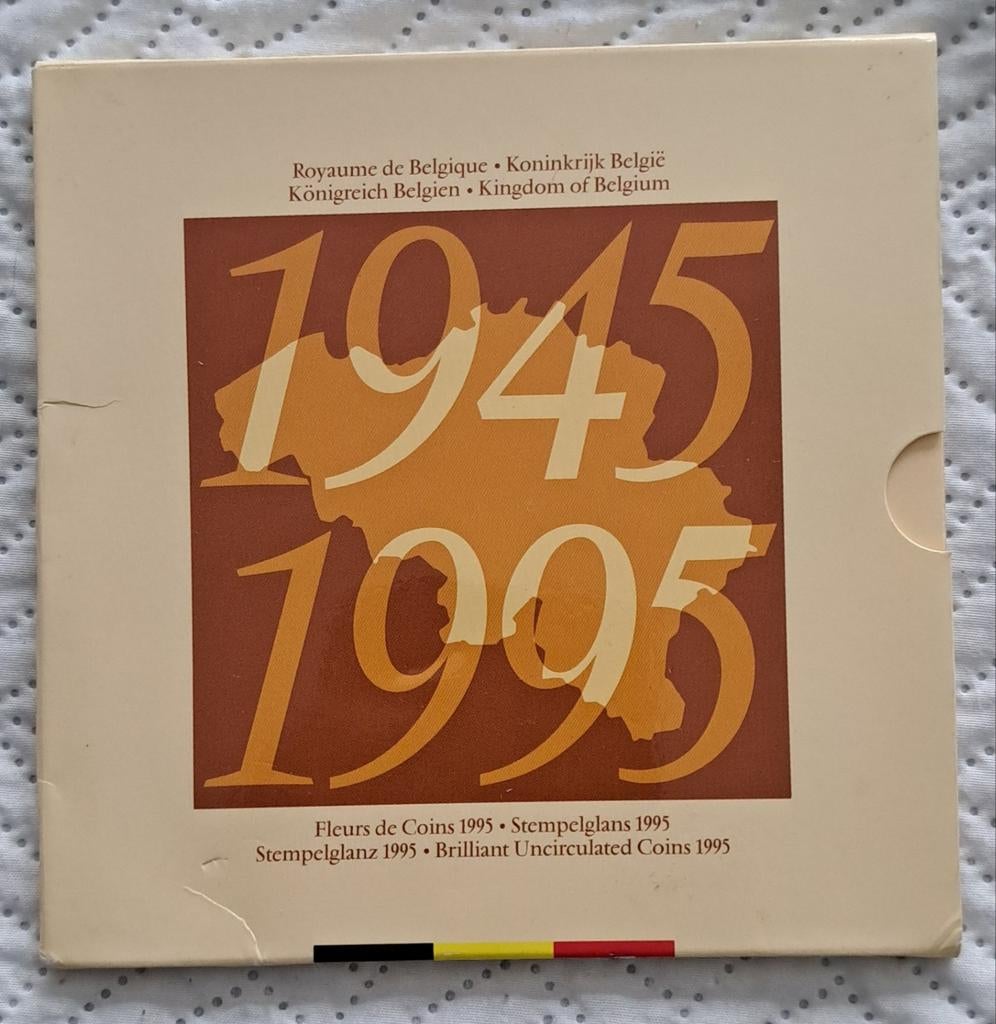 Royaume de Belgique • Koninkrijk België
Königreich Belgien • Kingdom of Belgium
1945
1995
Fleurs de Coins 1995 • Stempelglans 1995
Stempelglanz 1995 • Brilliant Uncirculated Coins 1995